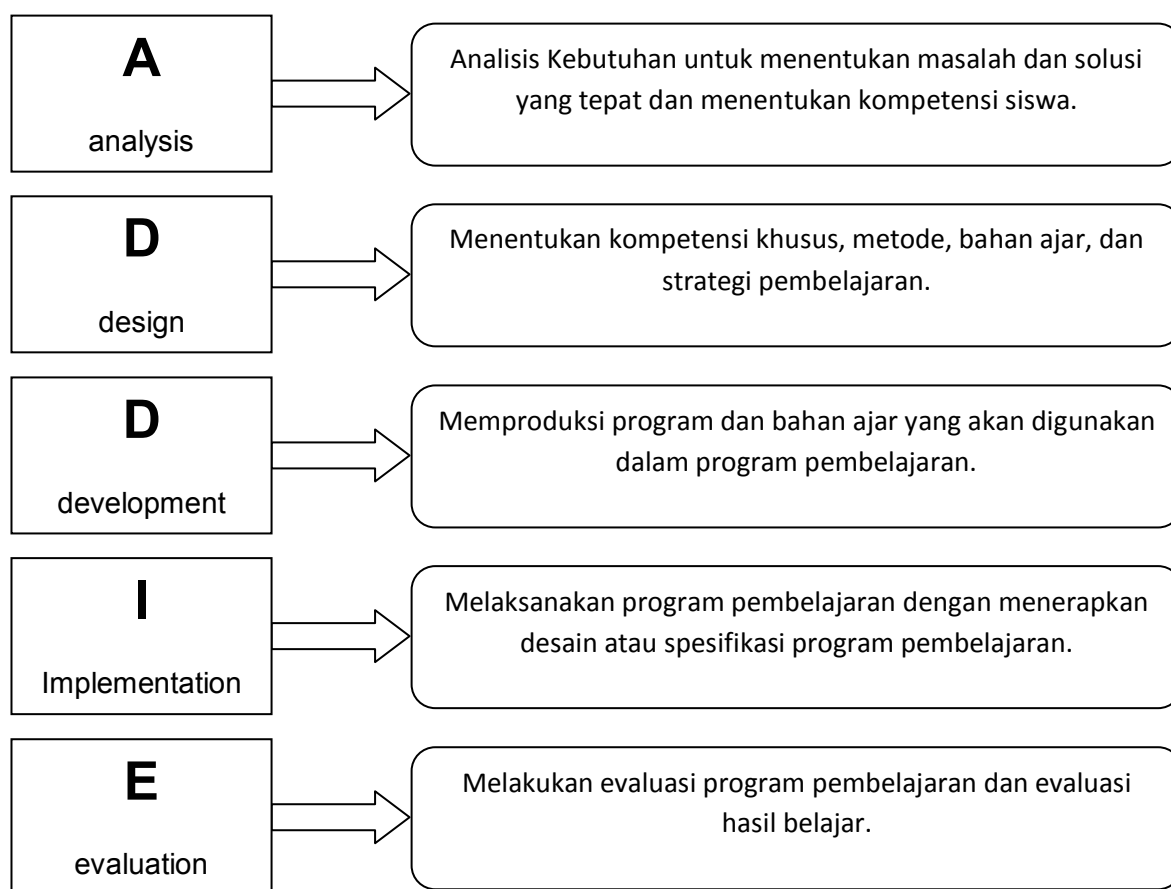 A
analysis
Analisis Kebutuhan untuk menentukan masalah dan solusi
yang tepat dan menentukan kompetensi siswa.
D
design
Menentukan kompetensi khusus, metode, bahan ajar, dan
strategi pembelajaran.
D
development
Memproduksi program dan bahan ajar yang akan digunakan
dalam program pembelajaran.
I
Implementation
Melaksanakan program pembelajaran dengan menerapkan
desain atau spesifikasi program pembelajaran.
E
evaluation
Melakukan evaluasi program pembelajaran dan evaluasi
hasil belajar.